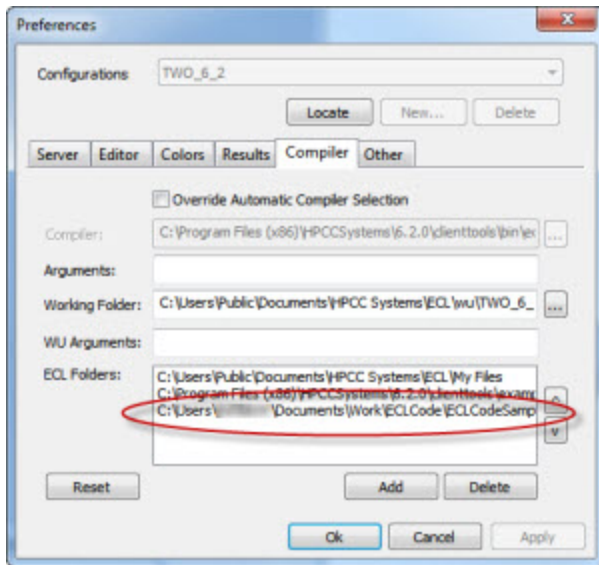 Preferences
Configurations TWO_6_2
Locate New... Delete
Server Editor Colors Results Compiler Other
Override Automatic Compiler Selection
Compiler: C:\Program Files (x86)\HPCCSystems\6.2.0\clienttools\bin\ec ...
Arguments:
Working Folder: C:\Users\Public\Documents\HPCC Systems\ECL\wu\TWO_6_ ...
WU Arguments:
ECL Folders: C:\Users\Public\Documents\HPCC Systems\ECL\My Files
C:\Program Files (x86)\HPCCSystems\6.2.0\clienttools\examp
C:\Users\ \Documents\Work\ECLCode\ECLCodeSamp
Reset Add Delete
Ok Cancel Apply